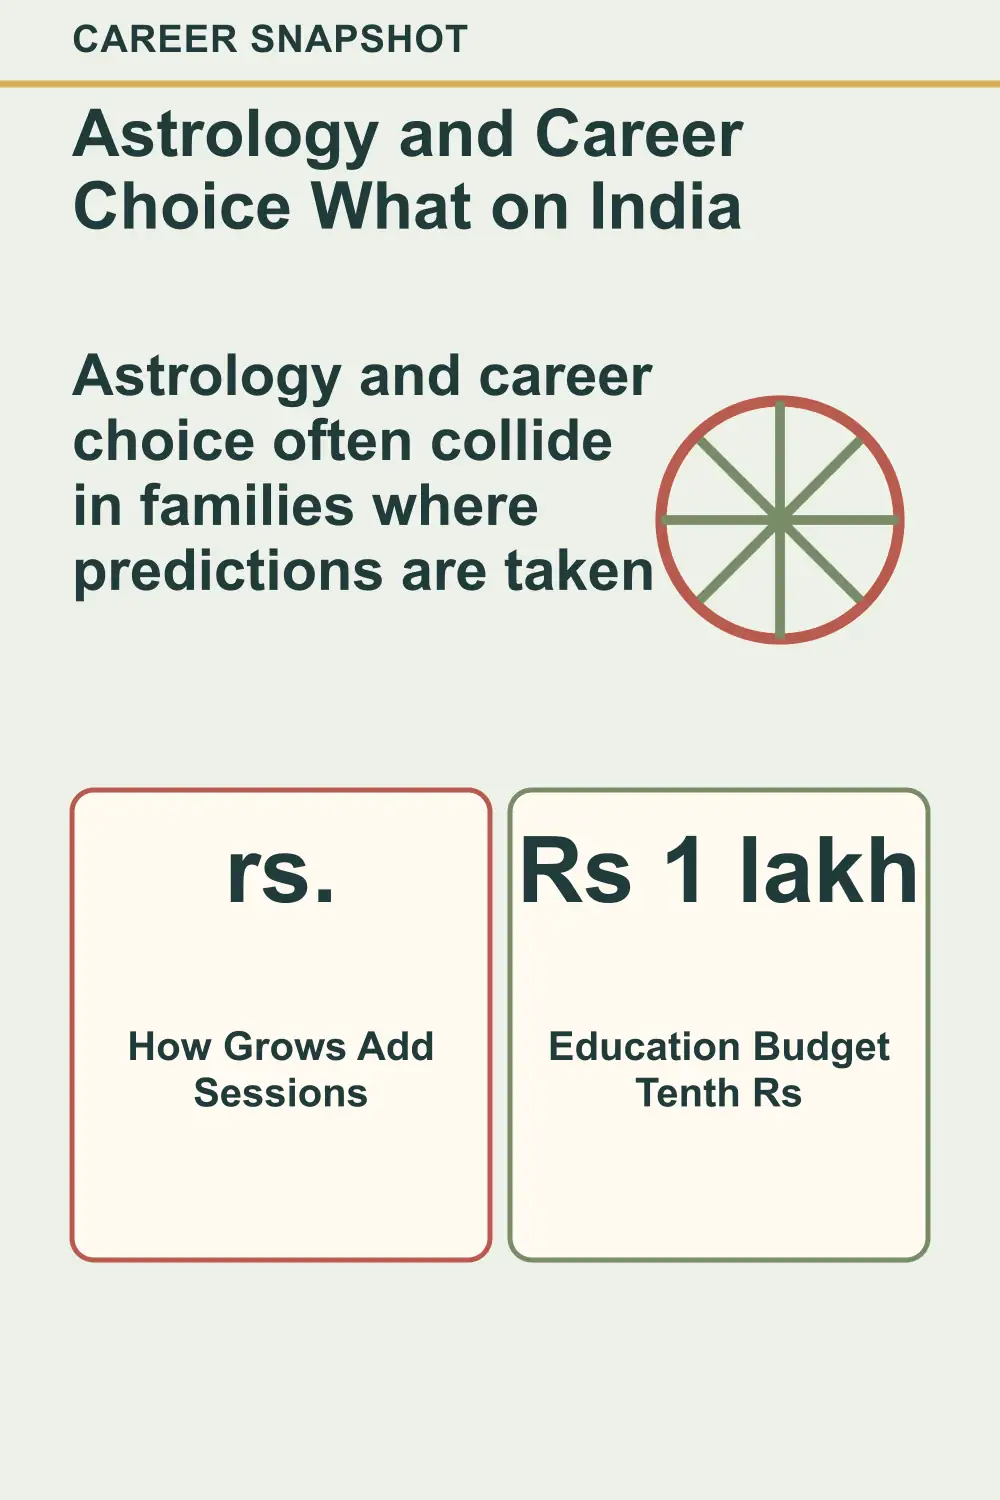 CAREER SNAPSHOT
Astrology and Career
Choice What on India
Astrology and career
choice often collide
in families where
predictions are taken
rs.
How Grows Add
Sessions
Rs 1 lakh
Education Budget
Tenth Rs